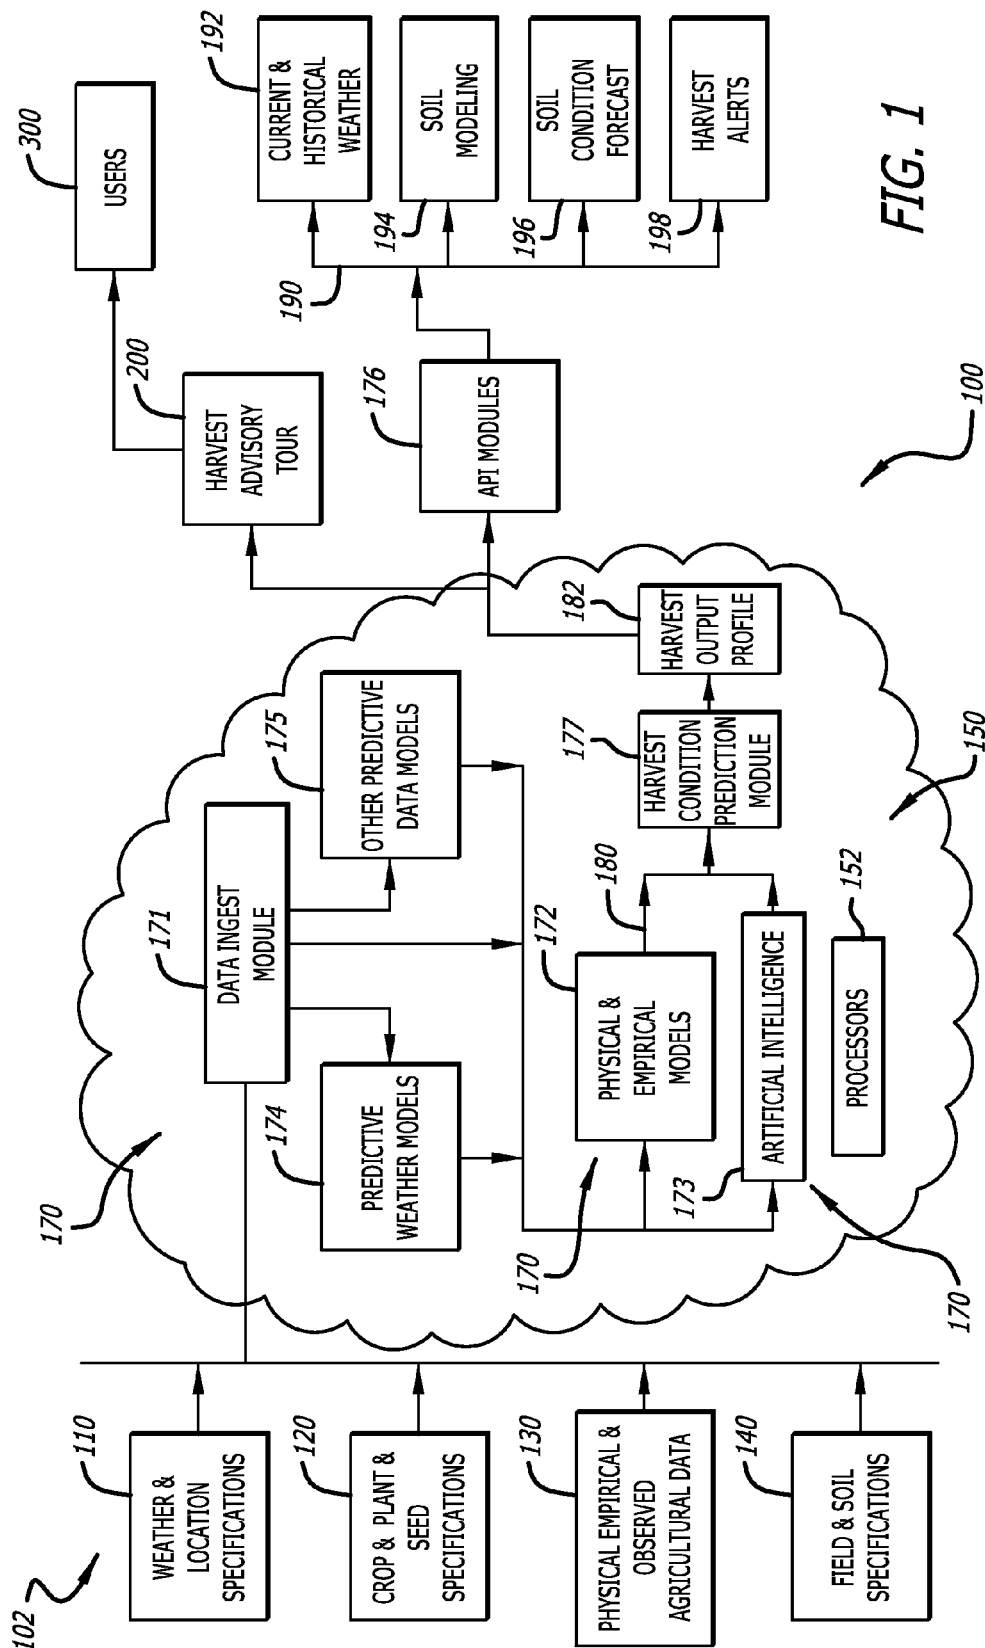 102
110
WEATHER &
LOCATION
SPECIFICATIONS
120
CROP & PLANT &
SEED
SPECIFICATIONS
130
PHYSICAL EMPIRICAL &
OBSERVED
AGRICULTURAL DATA
140
FIELD & SOIL
SPECIFICATIONS
170
171
DATA INGEST
MODULE
174
PREDICTIVE
WEATHER MODELS
175
OTHER PREDICTIVE
DATA MODELS
170
172
PHYSICAL &
EMPIRICAL
MODELS
180
173
ARTIFICIAL INTELLIGENCE
170
152
PROCESSORS
150
177
HARVEST
CONDITION
PREDICTION
MODULE
182
HARVEST
OUTPUT
PROFILE
200
HARVEST
ADVISORY
TOUR
300
USERS
176
API MODULES
190
192
CURRENT &
HISTORICAL
WEATHER
194
SOIL
MODELING
196
SOIL
CONDITION
FORECAST
198
HARVEST
ALERTS
100
FIG. 1